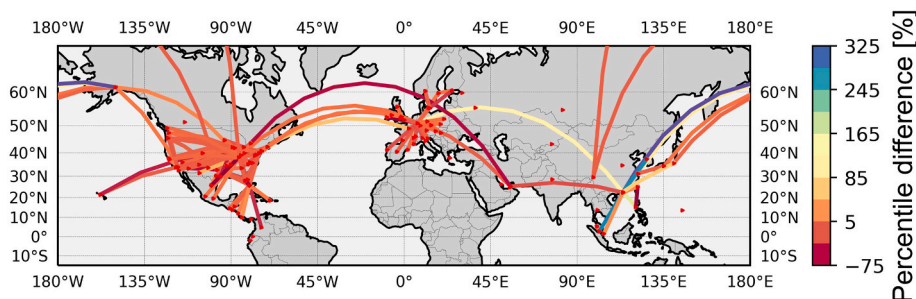 180°W 135°W 90°W 45°W 0° 45°E 90°E 135°E 180°E
60°N
50°N
40°N
30°N
20°N
10°N
0°
10°S
60°N
50°N
40°N
30°N
20°N
10°N
0°
10°S
180°W 135°W 90°W 45°W 0° 45°E 90°E 135°E 180°E
325
245
165
85
5
−75
Percentile difference [%]